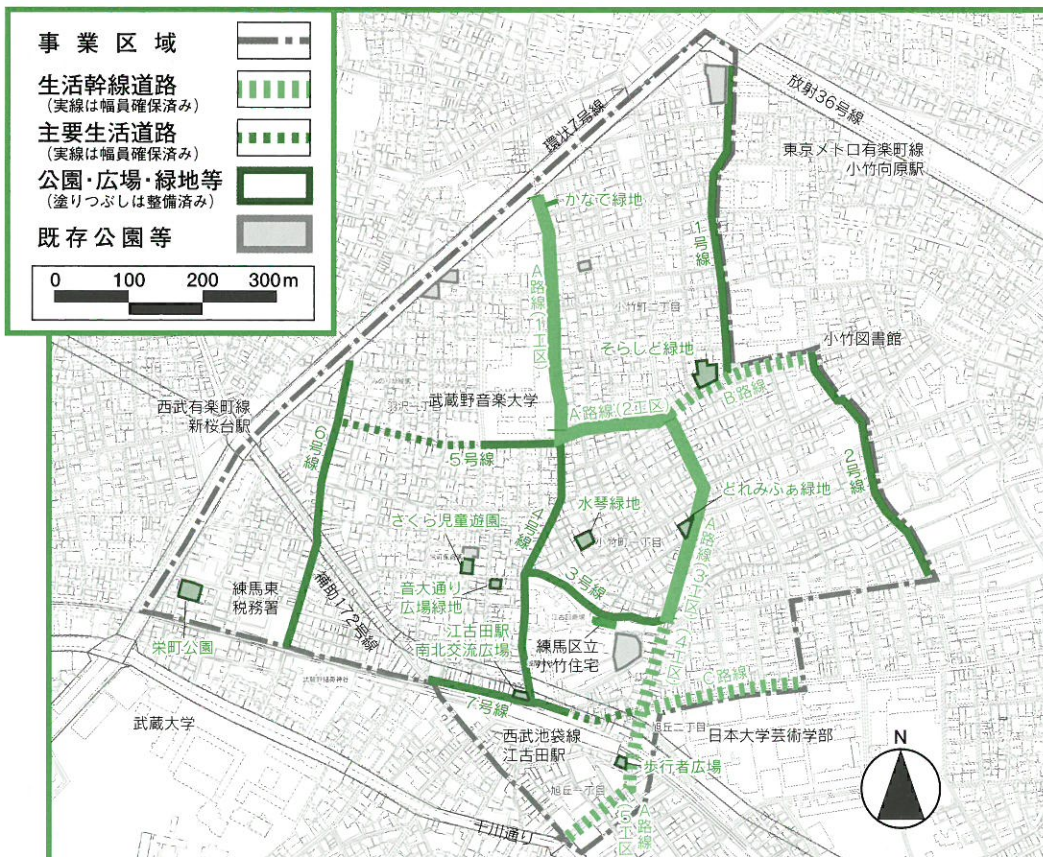 事業区域
生活幹線道路
(実線は幅員確保済み)
主要生活道路
(実線は幅員確保済み)
公園・広場・緑地等
(塗りつぶしは整備済み)
既存公園等
0 100 200 300m
環状7号線
放射36号線
東京メトロ有楽町線
小竹向原駅
かなで緑地
1号線
A路線(1工区)
小竹町二丁目
そらしど緑地
小竹図書館
B路線
西武有楽町線
新桜台駅
武蔵野音楽大学
A路線(2工区)
6号線
5号線
2号線
どれみふぁ緑地
水琴緑地
さくら児童遊園
4号線
小竹町一丁目
A路線(3工区)
3号線
音大通り
広場緑地
練馬東
税務署
補助172号線
江古田駅
南北交流広場
練馬区立
小竹住宅
(4工区)
栄町公園
C路線
7号線
武蔵大学
西武池袋線
江古田駅
旭丘二丁目
日本大学芸術学部
歩行者広場
旭丘一丁目
千川通り
A路線
(5工区)
N